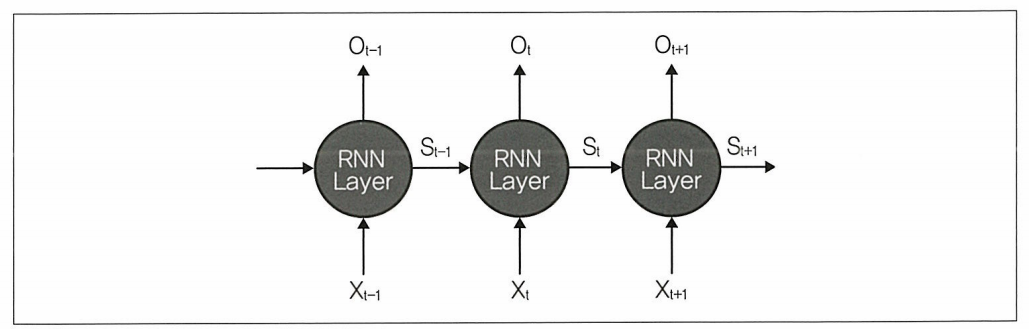 O_{t-1} O_t O_{t+1}
RNN Layer S_{t-1} RNN Layer S_t RNN Layer S_{t+1}
X_{t-1} X_t X_{t+1}